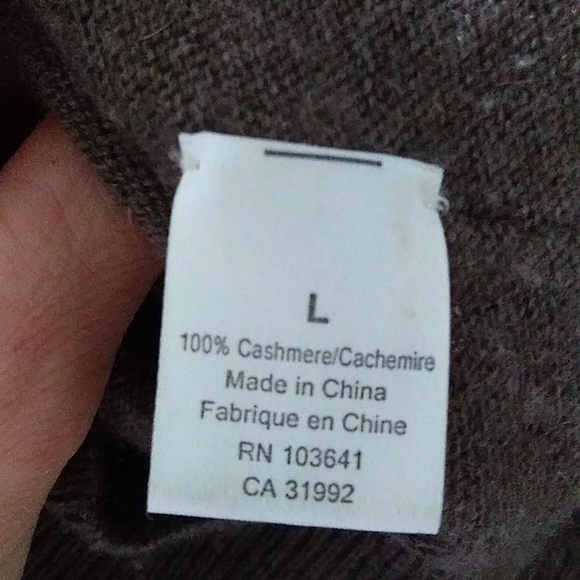 L
100% Cashmere/Cachemire
Made in China
Fabrique en Chine
RN 103641
CA 31992